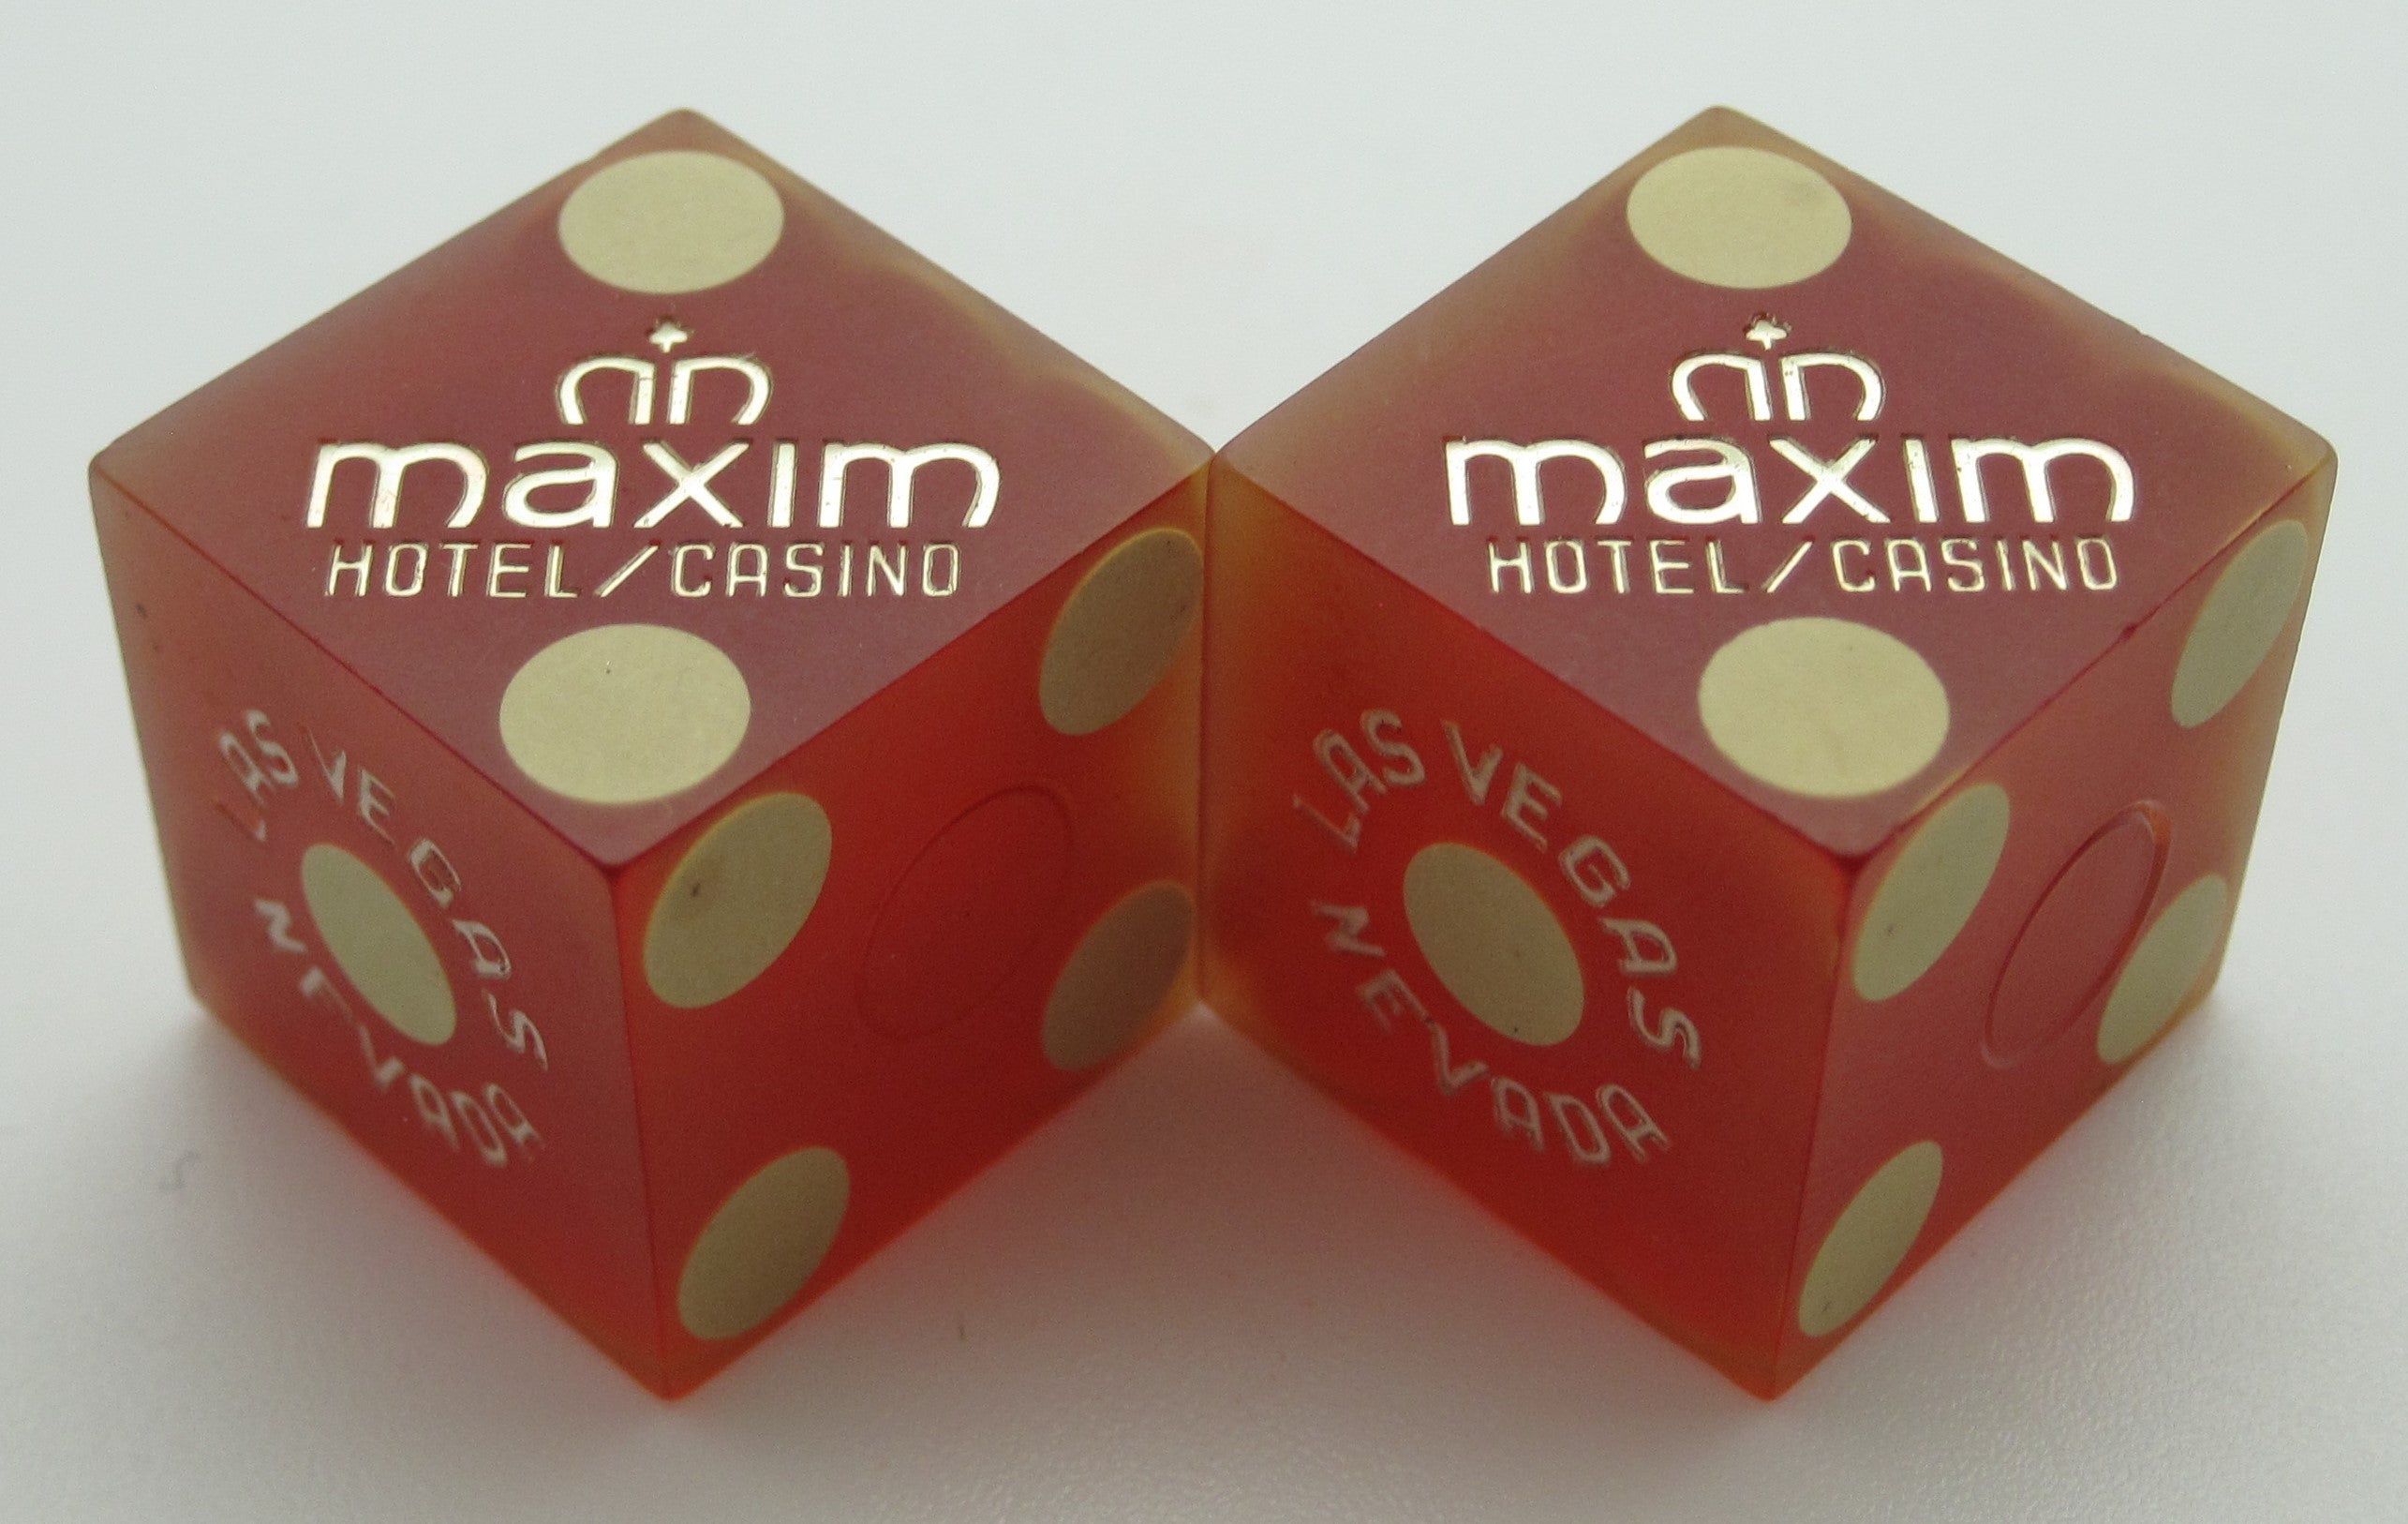 maxim
HOTEL/CASINO
LAS VEGAS
NEVADA
maxim
HOTEL/CASINO
LAS VEGAS
NEVADA